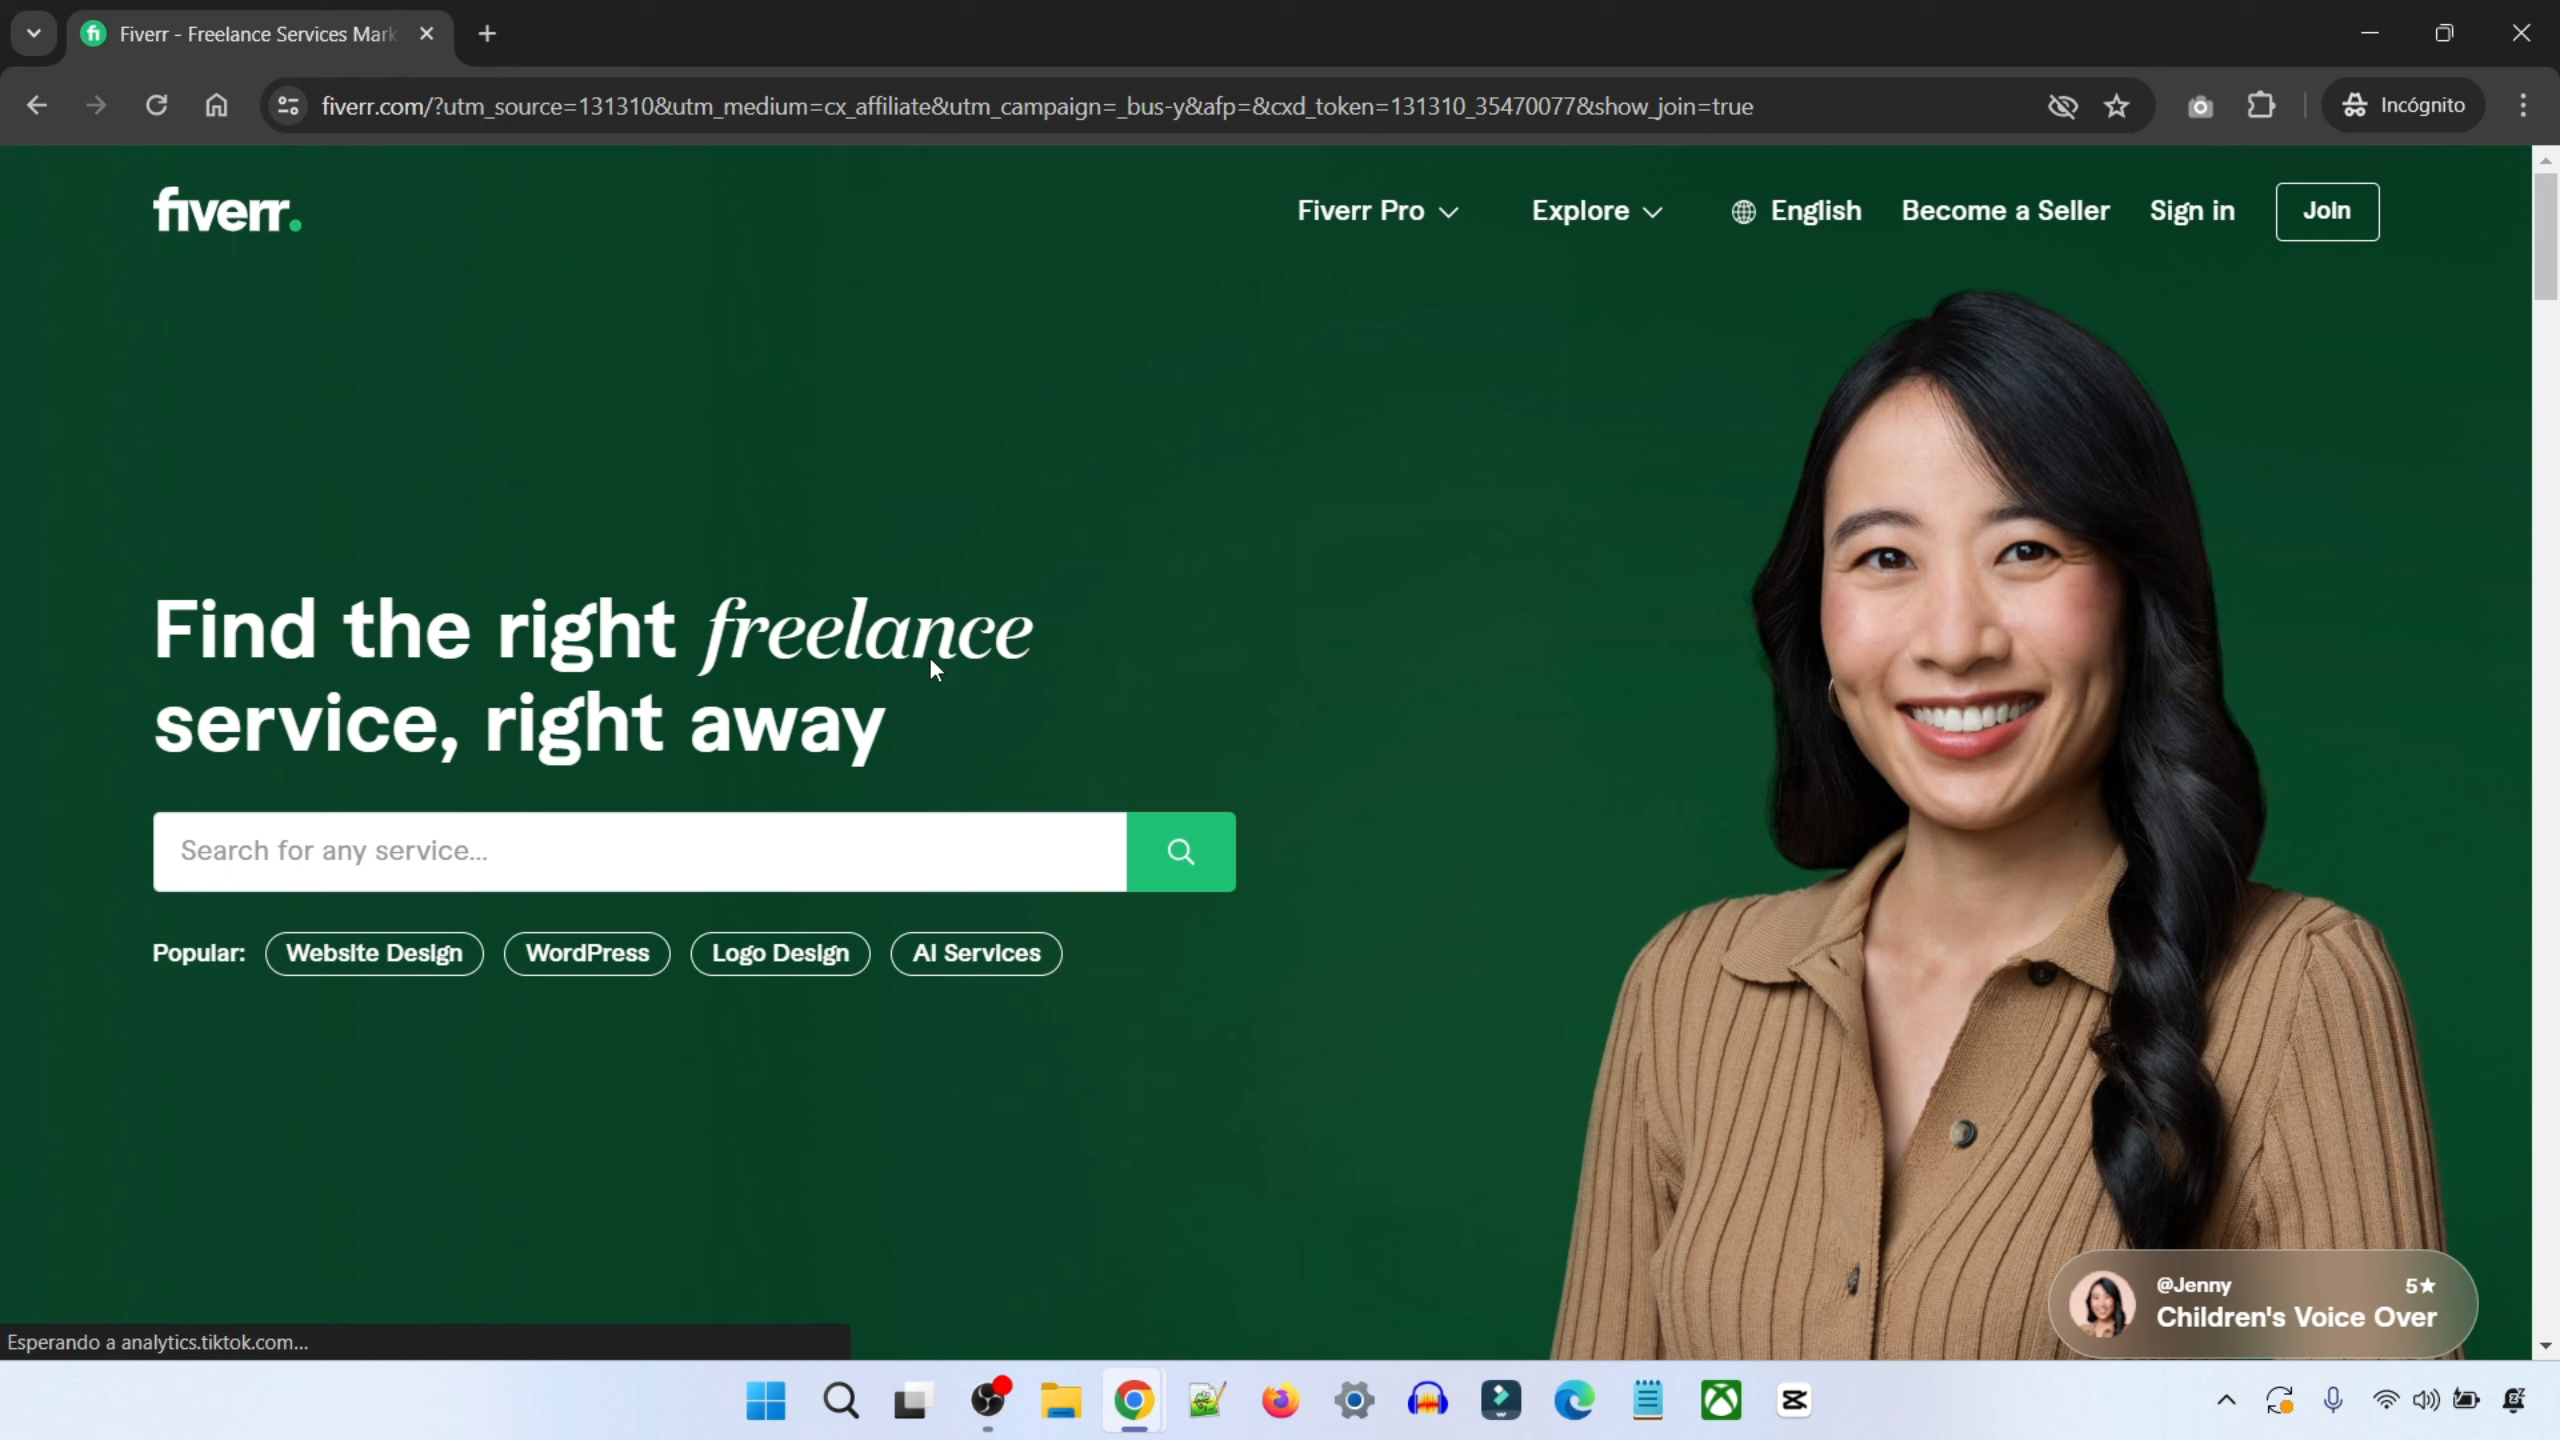 Fiverr - Freelance Services Mark
fiverr.com/?utm_source=131310&utm_medium=cx_affiliate&utm_campaign=_bus-y&afp=&cxd_token=131310_35470077&show_join=true
Incógnito
fiverr.
Fiverr Pro
Explore
English
Become a Seller
Sign in
Join
Find the right freelance
service, right away
Search for any service...
Popular:
Website Design
WordPress
Logo Design
AI Services
@Jenny
5★
Children's Voice Over
Esperando a analytics.tiktok.com...